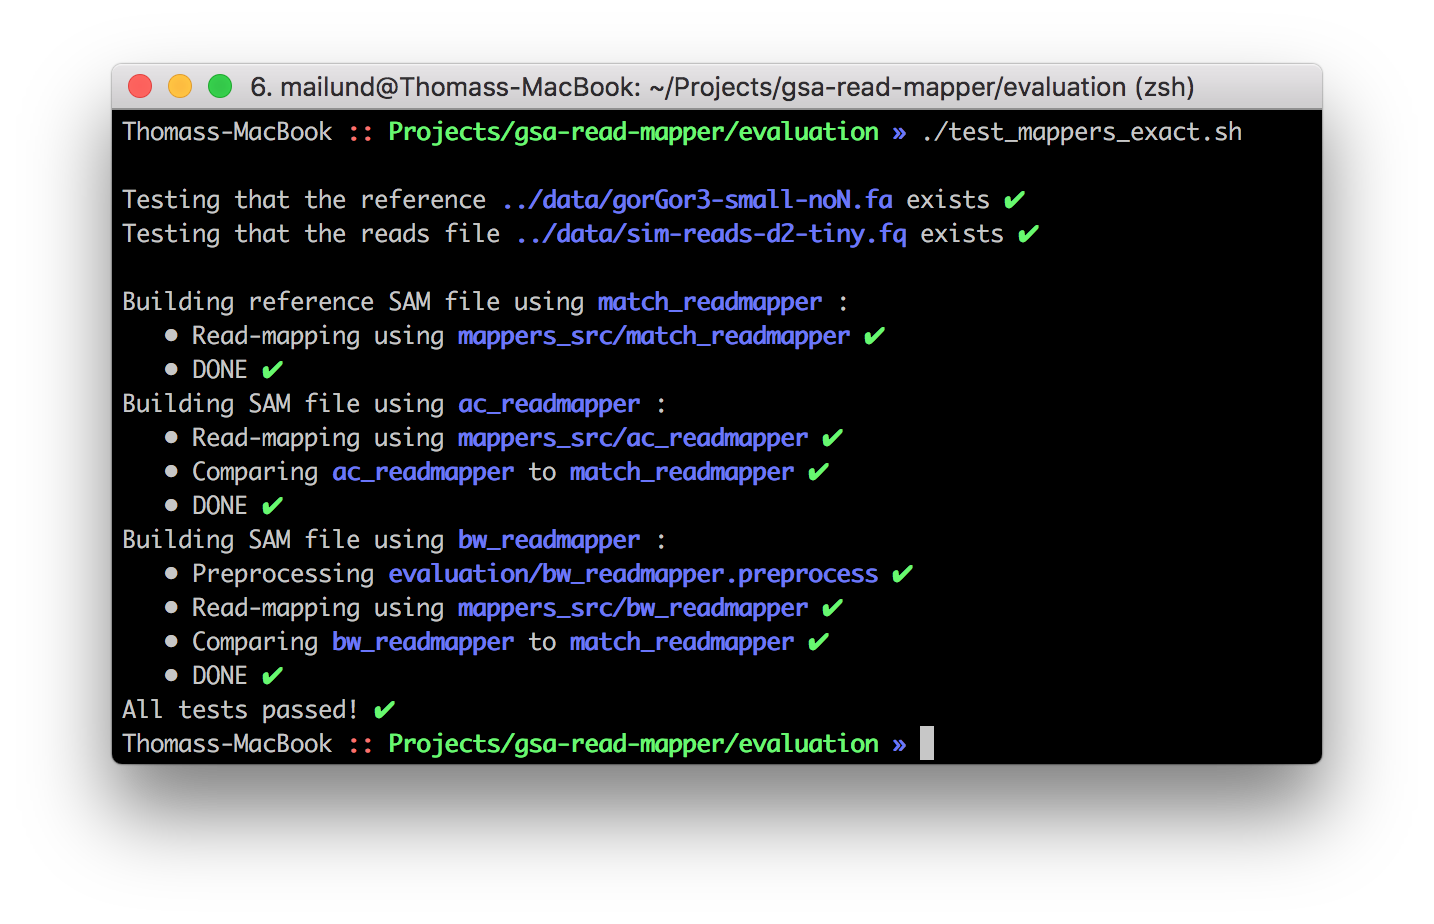 6. mailund@Thomass-MacBook: ~/Projects/gsa-read-mapper/evaluation (zsh)
Thomass-MacBook :: Projects/gsa-read-mapper/evaluation » ./test_mappers_exact.sh
Testing that the reference ../data/gorGor3-small-noN.fa exists ✔
Testing that the reads file ../data/sim-reads-d2-tiny.fq exists ✔
Building reference SAM file using match_readmapper :
● Read-mapping using mappers_src/match_readmapper ✔
● DONE ✔
Building SAM file using ac_readmapper :
● Read-mapping using mappers_src/ac_readmapper ✔
● Comparing ac_readmapper to match_readmapper ✔
● DONE ✔
Building SAM file using bw_readmapper :
● Preprocessing evaluation/bw_readmapper.preprocess ✔
● Read-mapping using mappers_src/bw_readmapper ✔
● Comparing bw_readmapper to match_readmapper ✔
● DONE ✔
All tests passed! ✔
Thomass-MacBook :: Projects/gsa-read-mapper/evaluation »